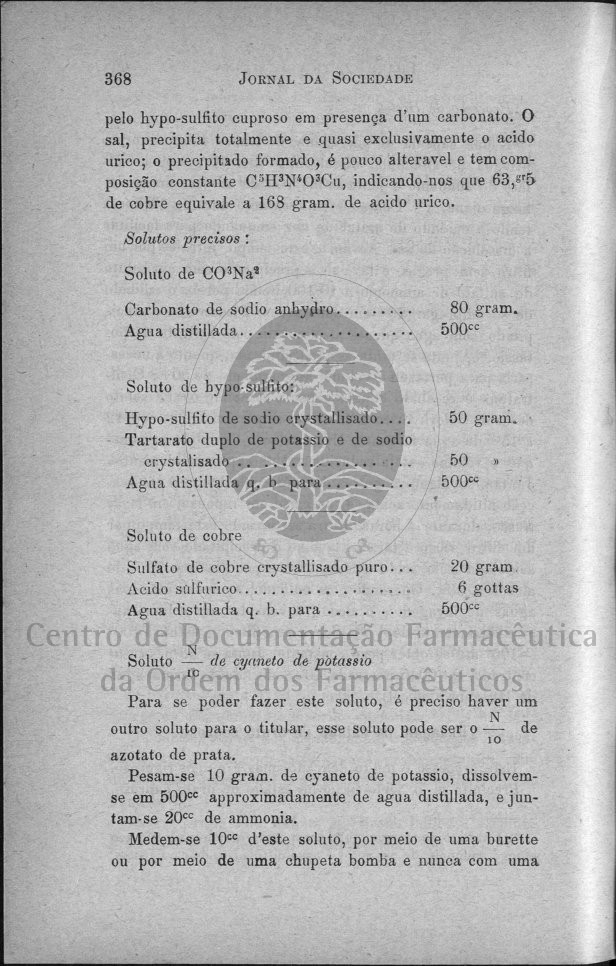 368 JORNAL DA SOCIEDADE
pelo hypo-sulfito cuproso em presença d'um carbonato. O
sal, precipita totalmente e quasi exclusivamente o acido
urico; o precipitado formado, é pouco alteravel e tem com-
posição constante C⁵H³N⁴O³Cu, indicando-nos que 63,ᵍʳ5
de cobre equivale a 168 gram. de acido urico.
Solutos precisos :
Soluto de CO³Na²
Carbonato de sodio anhydro......... 80 gram.
Agua distillada.................... 500ᶜᶜ
Soluto de hypo-sulfito:
Hypo-sulfito de sodio crystallisado.... 50 gram.
Tartarato duplo de potassio e de sodio
crystalisado .. ................. 50 »
Agua distillada q. b para.......... 500ᶜᶜ
Soluto de cobre
Sulfato de cobre crystallisado puro... 20 gram.
Acido sulfurico................... 6 gottas
Agua distillada q. b. para .......... 500ᶜᶜ
Centro de Documentação Farmacêutica
Soluto N/10 de cyaneto de potassio
da Ordem dos Farmacêuticos
Para se poder fazer este soluto, é preciso haver um
outro soluto para o titular, esse soluto pode ser o N/10 de
azotato de prata.
Pesam-se 10 gram. de cyaneto de potassio, dissolvem-
se em 500ᶜᶜ approximadamente de agua distillada, e jun-
tam-se 20ᶜᶜ de ammonia.
Medem-se 10ᶜᶜ d'este soluto, por meio de uma burette
ou por meio de uma chupeta bomba e nunca com uma